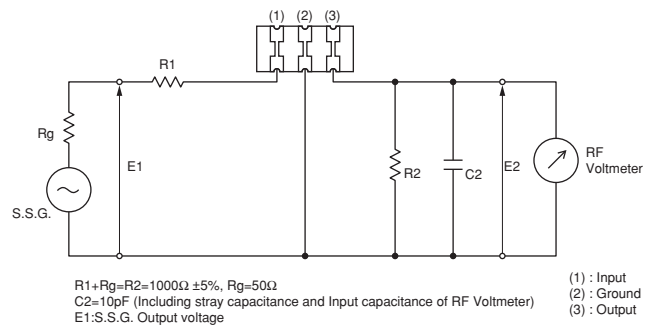 (1) (2) (3)
R1
Rg
E1
R2
C2
E2
RF
Voltmeter
S.S.G.
R1+Rg=R2=1000Ω ±5%, Rg=50Ω
C2=10pF (Including stray capacitance and Input capacitance of RF Voltmeter)
E1:S.S.G. Output voltage
(1) : Input
(2) : Ground
(3) : Output